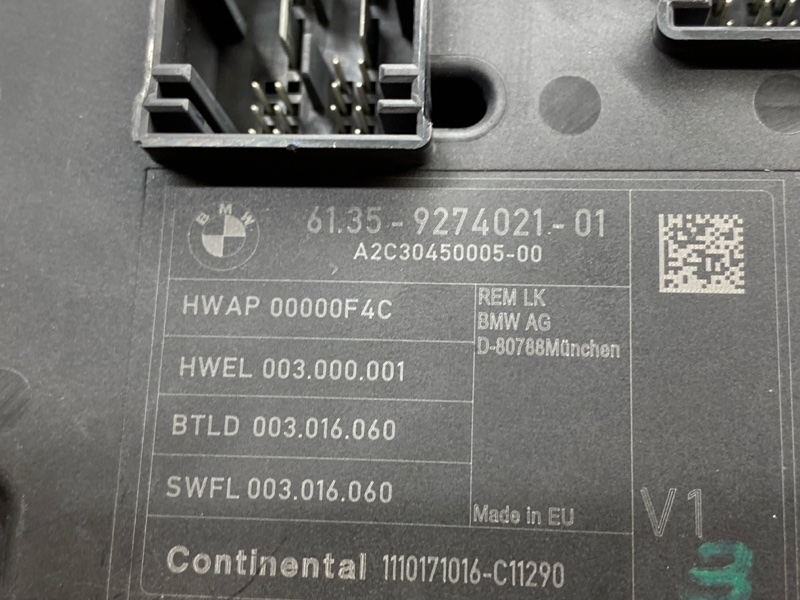 BMW
61.35 - 9274021 - 01
A2C30450005-00
HWAP 00000F4C
REM LK
BMW AG
D-80788München
HWEL 003.000.001
BTLD 003.016.060
SWFL 003.016.060
Made in EU
V1
Continental 1110171016-C11290
3